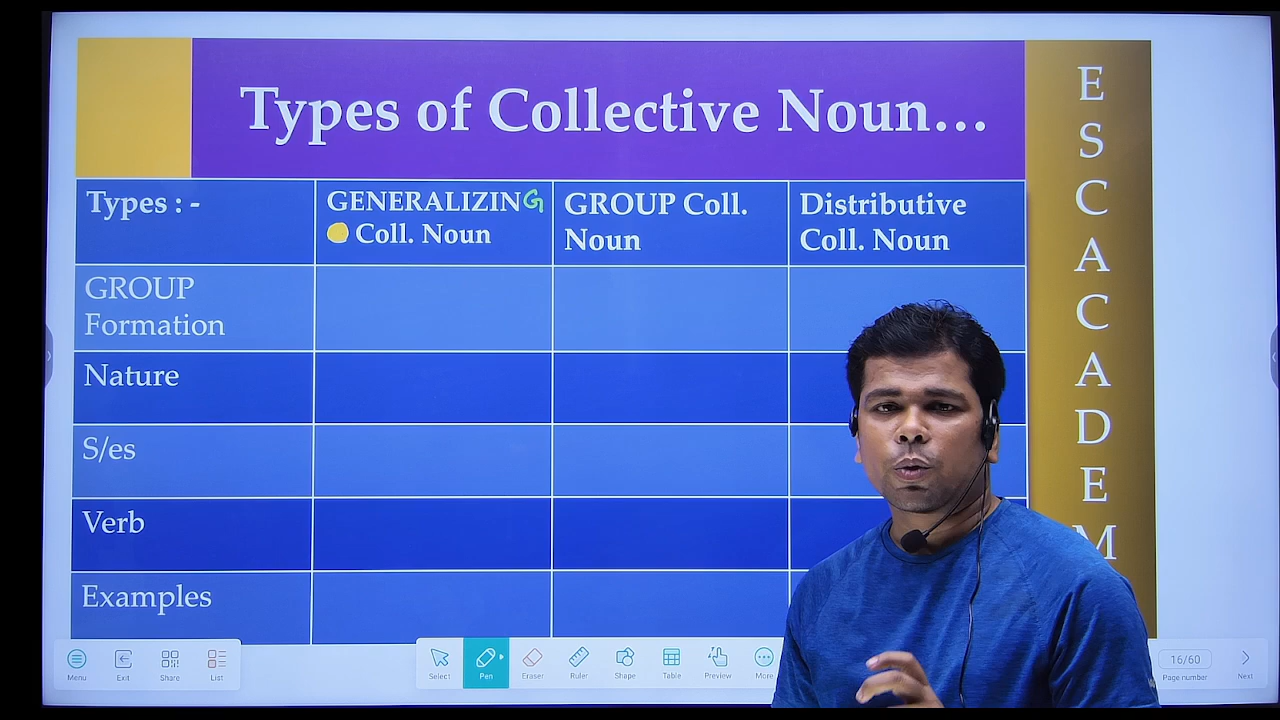 Types of Collective Noun...
Types : -
GENERALIZING
Coll. Noun
GROUP Coll.
Noun
Distributive
Coll. Noun
GROUP
Formation
Nature
S/es
Verb
Examples
E
S
C
A
C
A
D
E
M
Menu
Exit
Share
List
Select
Pen
Eraser
Ruler
Shape
Table
Preview
More
16/60
Page number
Next